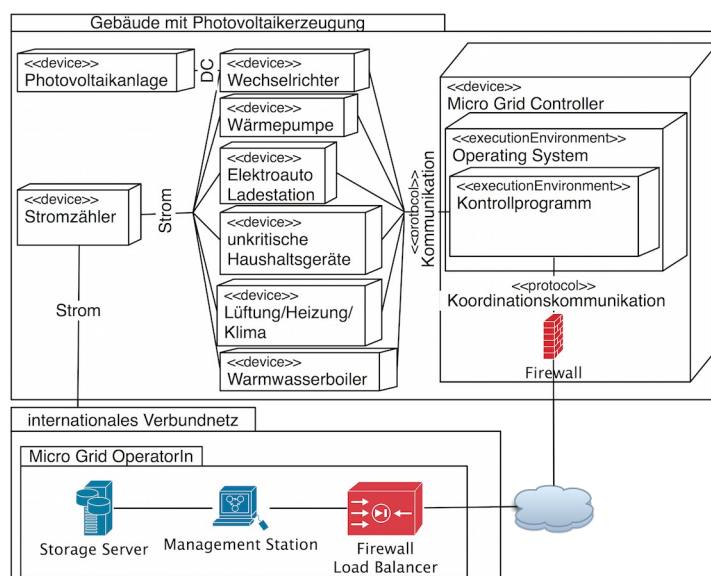 Gebäude mit Photovoltaikerzeugung
<<device>>
Photovoltaikanlage
DC
<<device>>
Wechselrichter
<<device>>
Wärmepumpe
<<device>>
Elektroauto
Ladestation
<<device>>
unkritische
Haushaltsgeräte
<<device>>
Lüftung/Heizung/
Klima
<<device>>
Warmwasserboiler
<<device>>
Stromzähler
Strom
Strom
<<protocol>>
Kommunikation
<<device>>
Micro Grid Controller
<<executionEnvironment>>
Operating System
<<executionEnvironment>>
Kontrollprogramm
<<protocol>>
Koordinationskommunikation
Firewall
internationales Verbundnetz
Micro Grid OperatorIn
Storage Server
Management Station
Firewall
Load Balancer